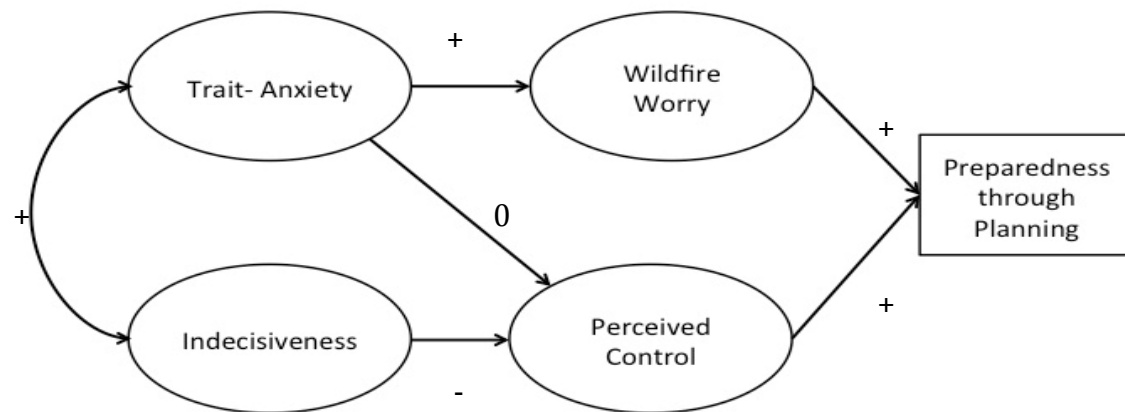 +
Trait- Anxiety
Wildfire
Worry
+
Preparedness
through
Planning
+
0
+
Indecisiveness
Perceived
Control
-